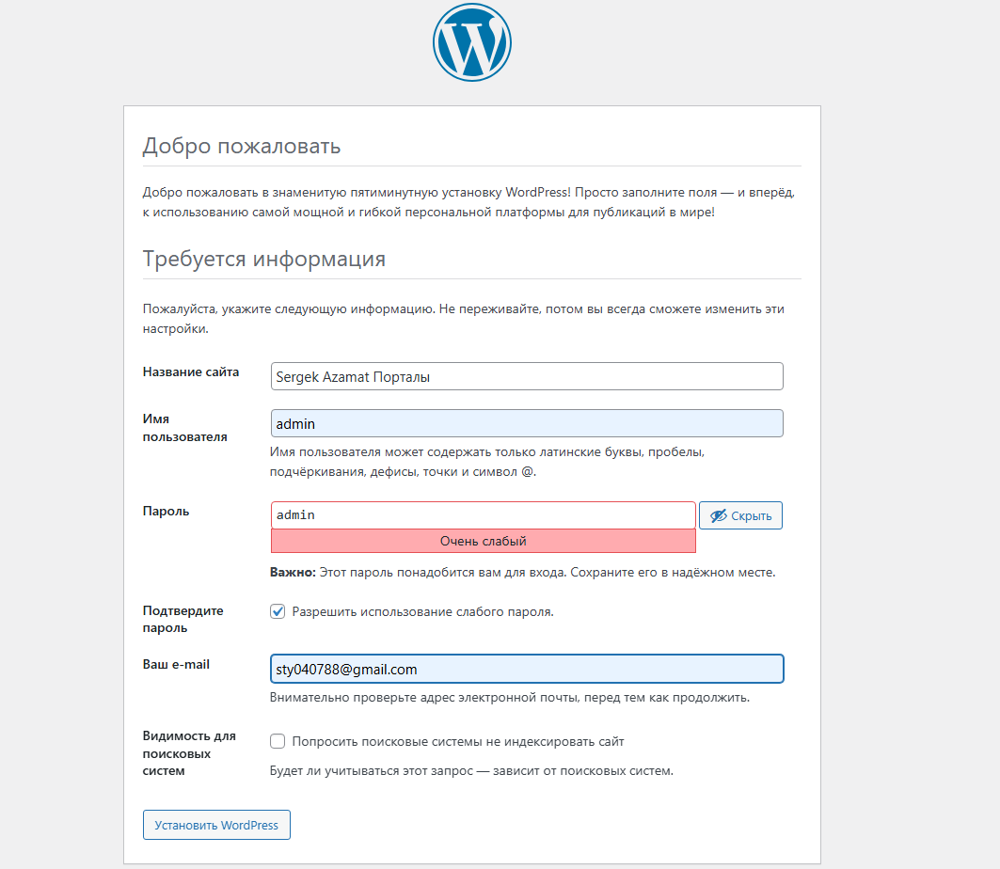 Добро пожаловать
Добро пожаловать в знаменитую пятиминутную установку WordPress! Просто заполните поля — и вперёд,
к использованию самой мощной и гибкой персональной платформы для публикаций в мире!
Требуется информация
Пожалуйста, укажите следующую информацию. Не переживайте, потом вы всегда сможете изменить эти
настройки.
Название сайта
Sergek Azamat Порталы
Имя
пользователя
admin
Имя пользователя может содержать только латинские буквы, пробелы,
подчёркивания, дефисы, точки и символ @.
Пароль
admin
Скрыть
Очень слабый
Важно: Этот пароль понадобится вам для входа. Сохраните его в надёжном месте.
Подтвердите
пароль
Разрешить использование слабого пароля.
Ваш e-mail
sty040788@gmail.com
Внимательно проверьте адрес электронной почты, перед тем как продолжить.
Видимость для
поисковых
систем
Попросить поисковые системы не индексировать сайт
Будет ли учитываться этот запрос — зависит от поисковых систем.
Установить WordPress